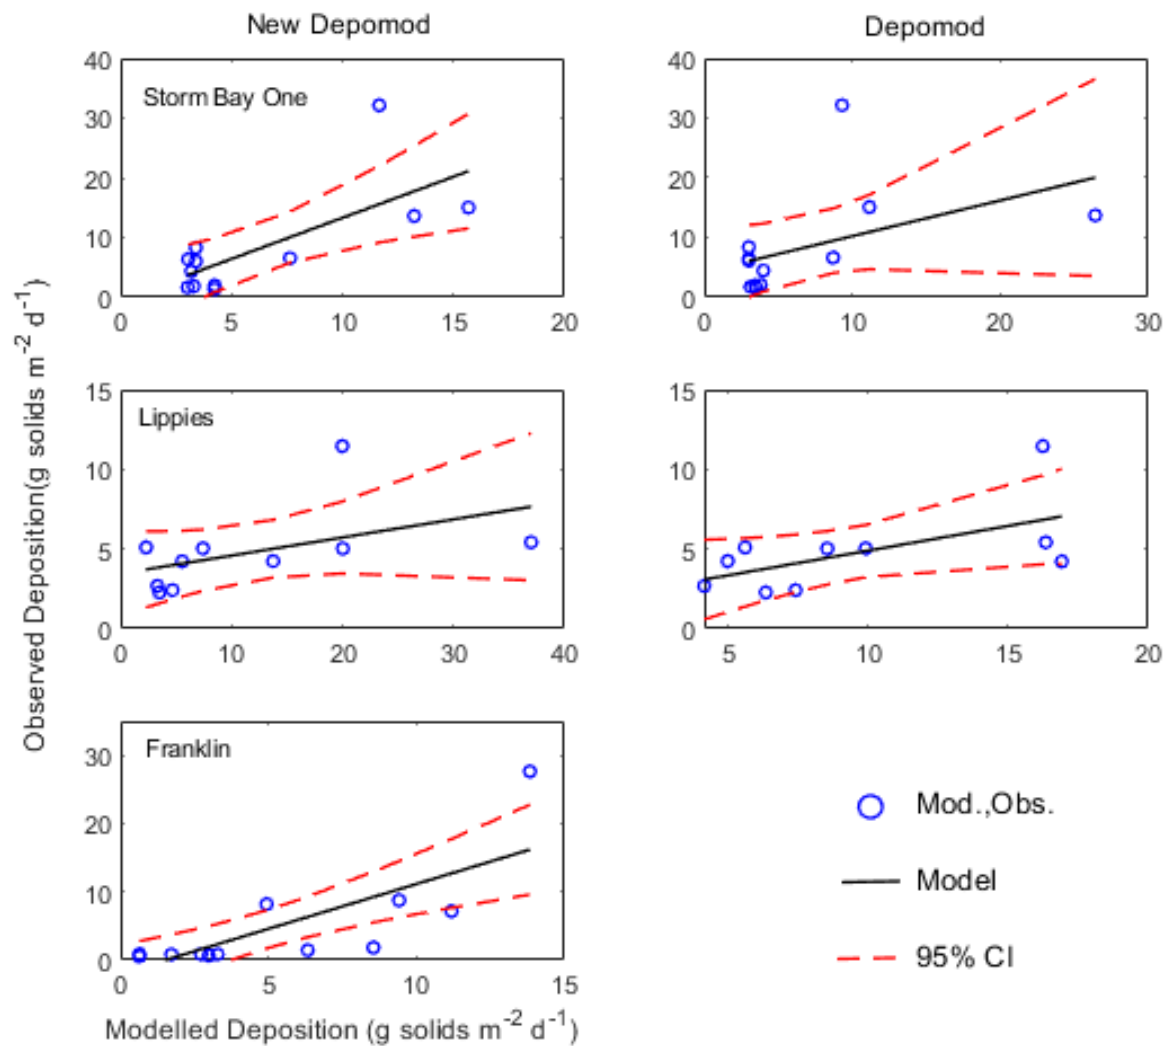 New Depomod
Depomod
Observed Deposition(g solids m-2 d-1)
Storm Bay One
40
30
20
10
0
0 5 10 15 20
40
30
20
10
0
0 10 20 30
Lippies
15
10
5
0
0 10 20 30 40
15
10
5
0
5 10 15 20
Franklin
30
20
10
0
0 5 10 15
Modelled Deposition (g solids m-2 d-1)
Mod.,Obs.
Model
95% CI